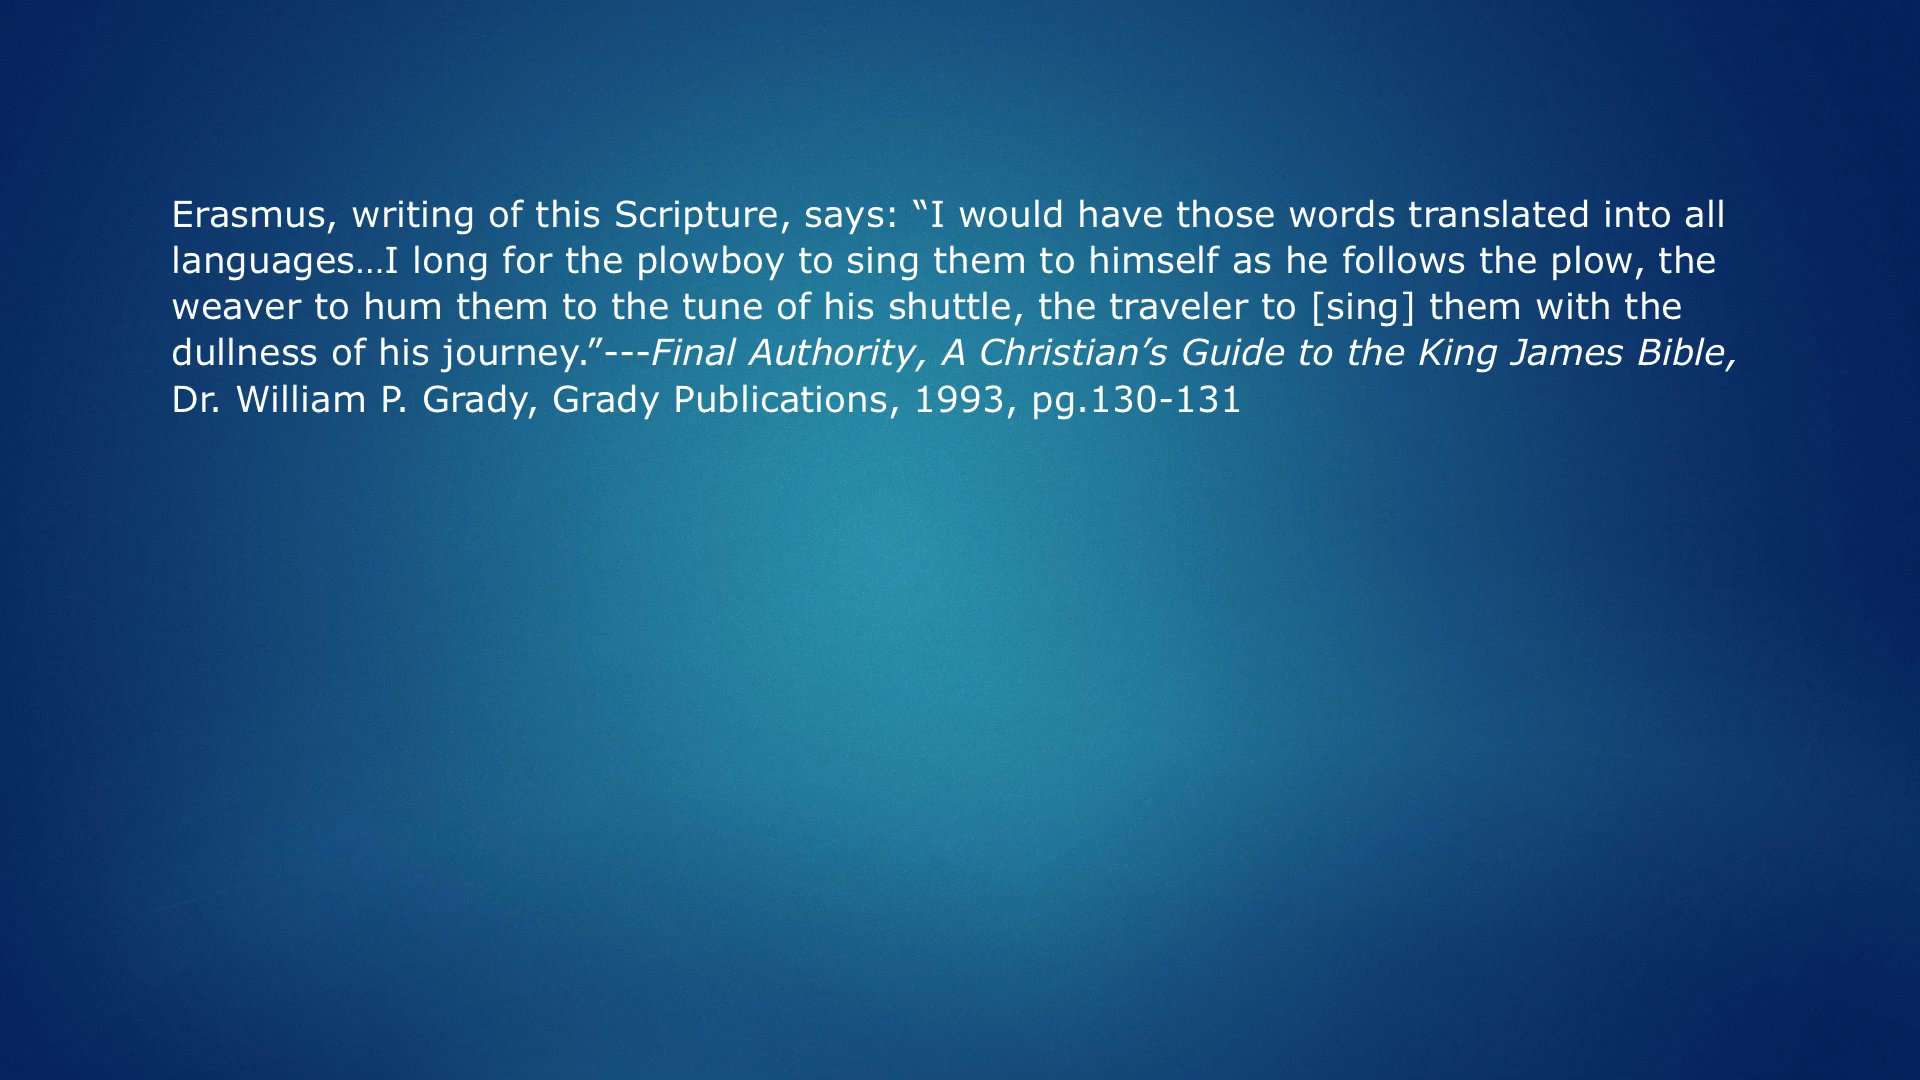 Erasmus, writing of this Scripture, says: “I would have those words translated into all
languages…I long for the plowboy to sing them to himself as he follows the plow, the
weaver to hum them to the tune of his shuttle, the traveler to [sing] them with the
dullness of his journey.”---Final Authority, A Christian’s Guide to the King James Bible,
Dr. William P. Grady, Grady Publications, 1993, pg.130-131